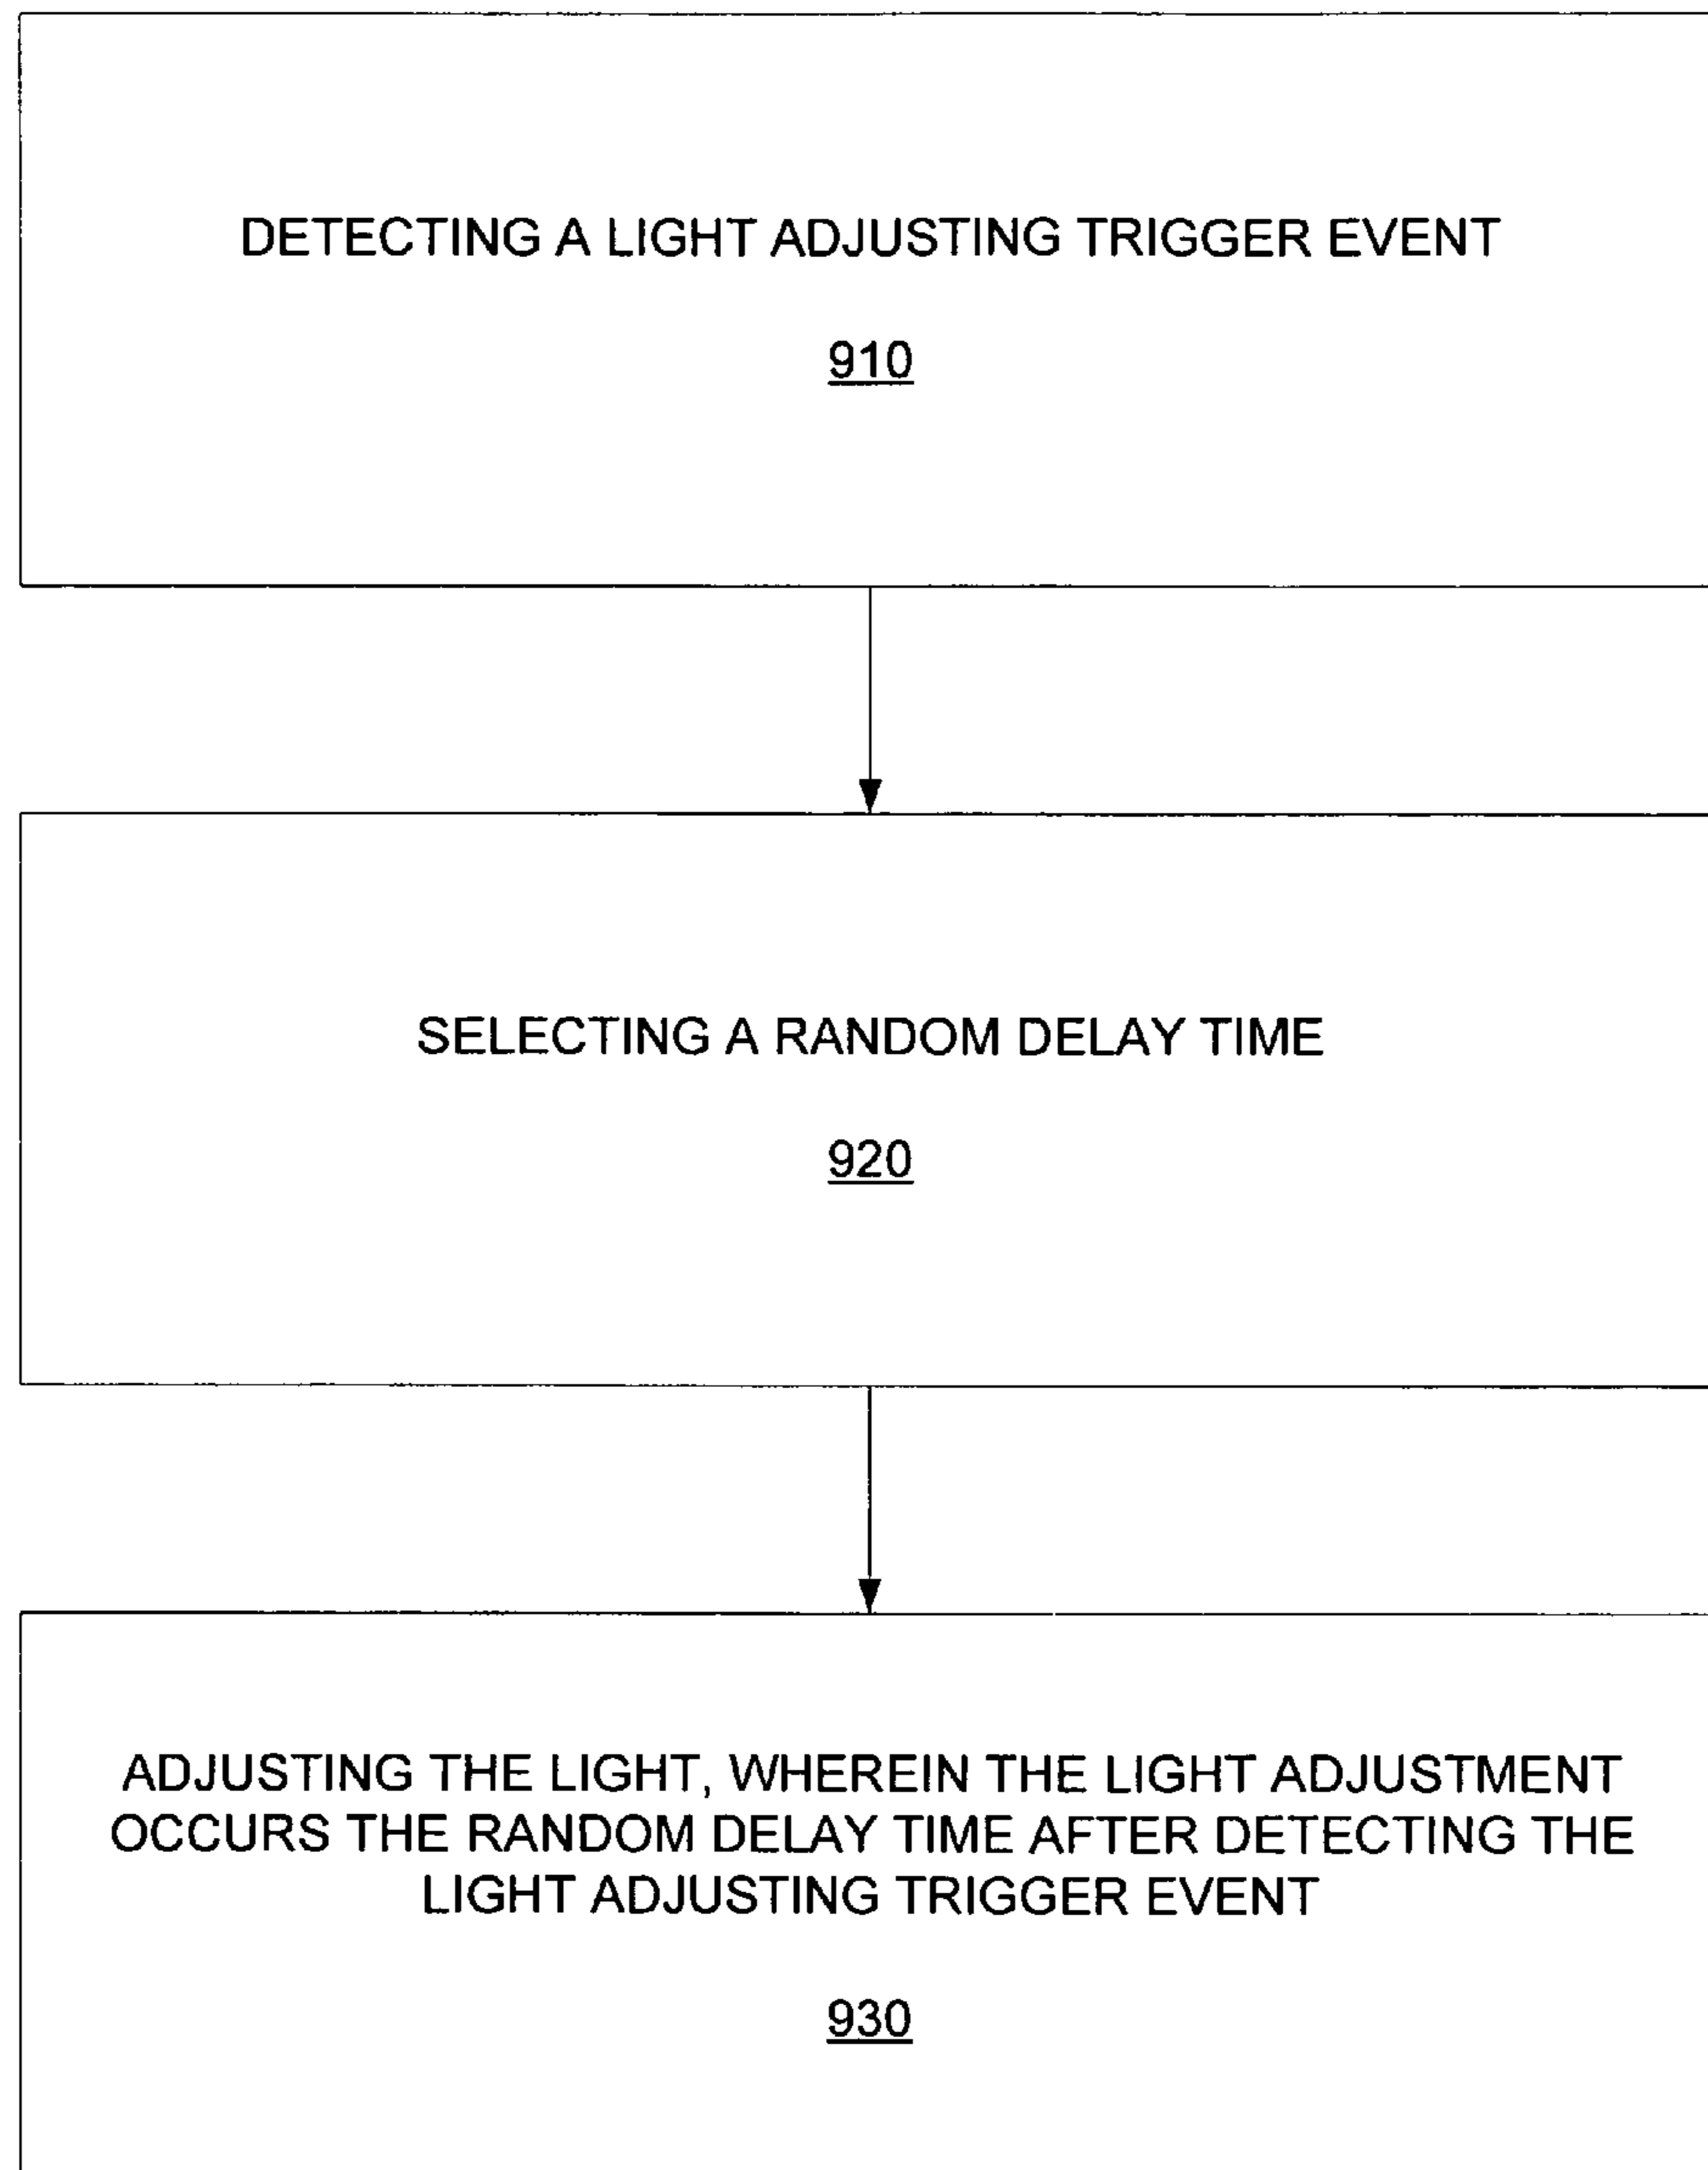 DETECTING A LIGHT ADJUSTING TRIGGER EVENT
910
SELECTING A RANDOM DELAY TIME
920
ADJUSTING THE LIGHT, WHEREIN THE LIGHT ADJUSTMENT
OCCURS THE RANDOM DELAY TIME AFTER DETECTING THE
LIGHT ADJUSTING TRIGGER EVENT
930